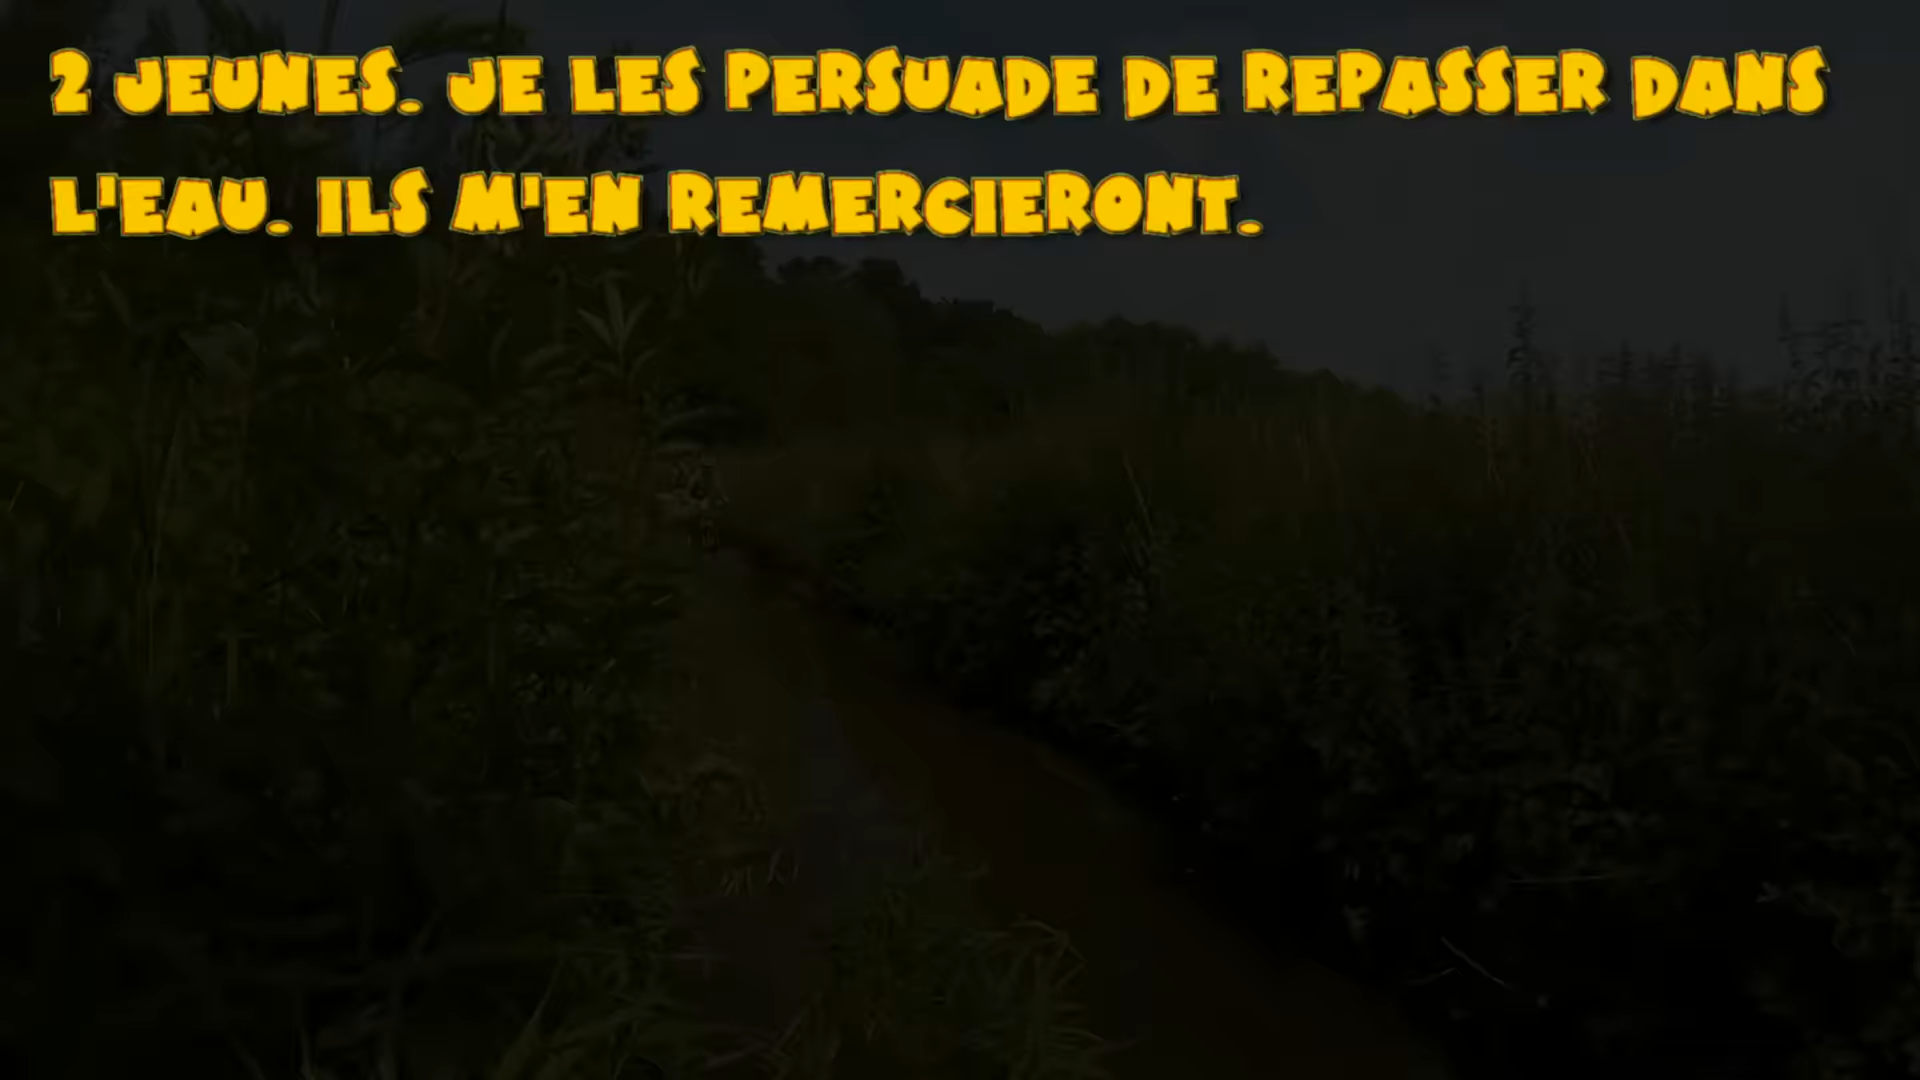 2 JEUNES. JE LES PERSUADE DE REPASSER DANS
L'EAU. ILS M'EN REMERCIERONT.